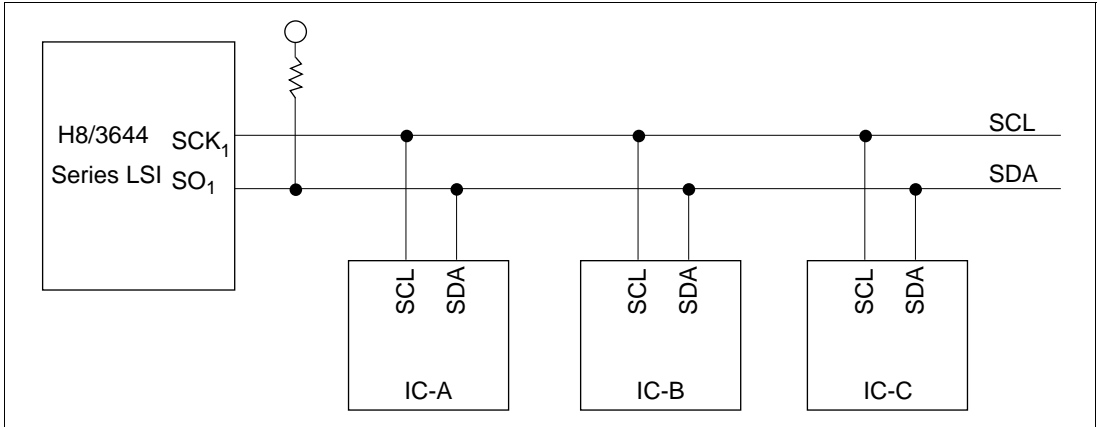 H8/3644 SCK1
Series LSI SO1
SCL
SDA
SCL SDA
IC-A
SCL SDA
IC-B
SCL SDA
IC-C